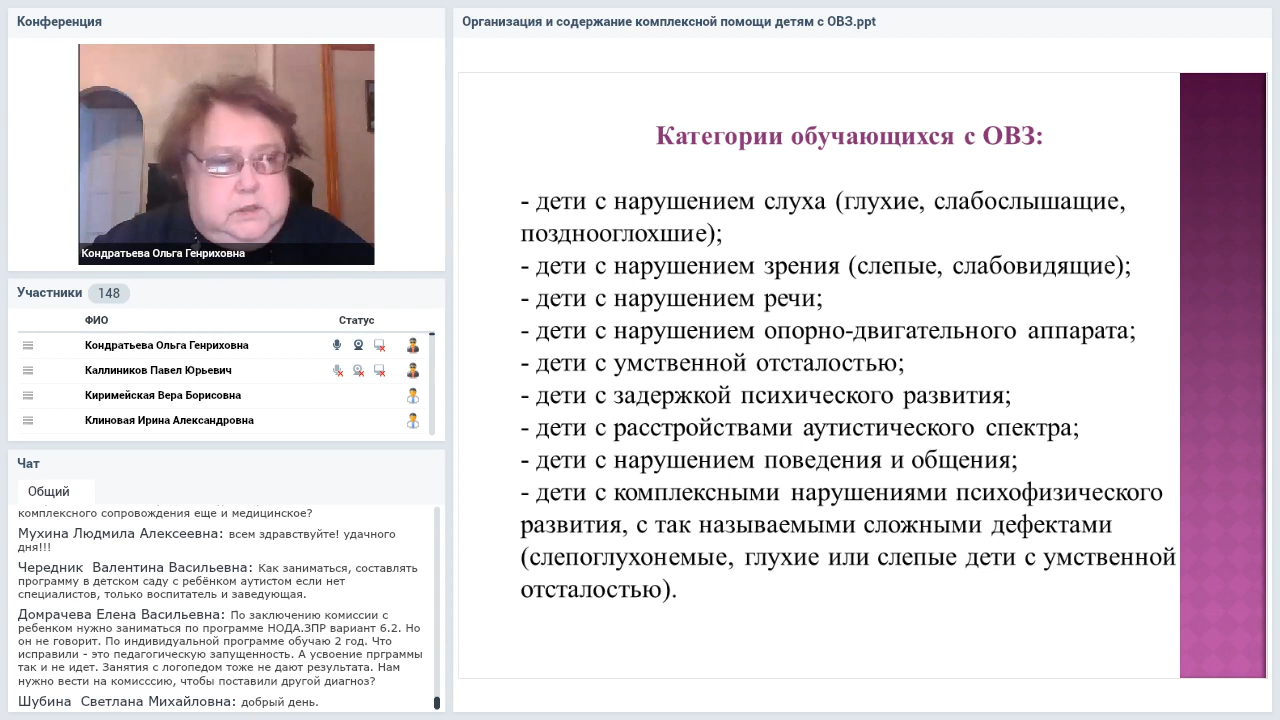 Конференция
Кондратьева Ольга Генриховна
Участники 148
ФИО Статус
Кондратьева Ольга Генриховна
Каллиников Павел Юрьевич
Киримейская Вера Борисовна
Клиновая Ирина Александровна
Чат
Общий
комплексного сопровождения еще и медицинское?
Мухина Людмила Алексеевна: всем здравствуйте! удачного
дня!!!
Чередник Валентина Васильевна: Как заниматься, составлять
программу в детском саду с ребёнком аутистом если нет
специалистов, только воспитатель и заведующая.
Домрачева Елена Васильевна: По заключению комиссии с
ребенком нужно заниматься по программе НОДА.ЗПР вариант 6.2. Но
он не говорит. По индивидуальной программе обучаю 2 год. Что
исправили - это педагогическую запущенность. А усвоение прграммы
так и не идет. Занятия с логопедом тоже не дают результата. Нам
нужно вести на комисссию, чтобы поставили другой диагноз?
Шубина Светлана Михайловна: добрый день.
Организация и содержание комплексной помощи детям с ОВЗ.ppt
Категории обучающихся с ОВЗ:
- дети с нарушением слуха (глухие, слабослышащие,
позднооглохшие);
- дети с нарушением зрения (слепые, слабовидящие);
- дети с нарушением речи;
- дети с нарушением опорно-двигательного аппарата;
- дети с умственной отсталостью;
- дети с задержкой психического развития;
- дети с расстройствами аутистического спектра;
- дети с нарушением поведения и общения;
- дети с комплексными нарушениями психофизического
развития, с так называемыми сложными дефектами
(слепоглухонемые, глухие или слепые дети с умственной
отсталостью).